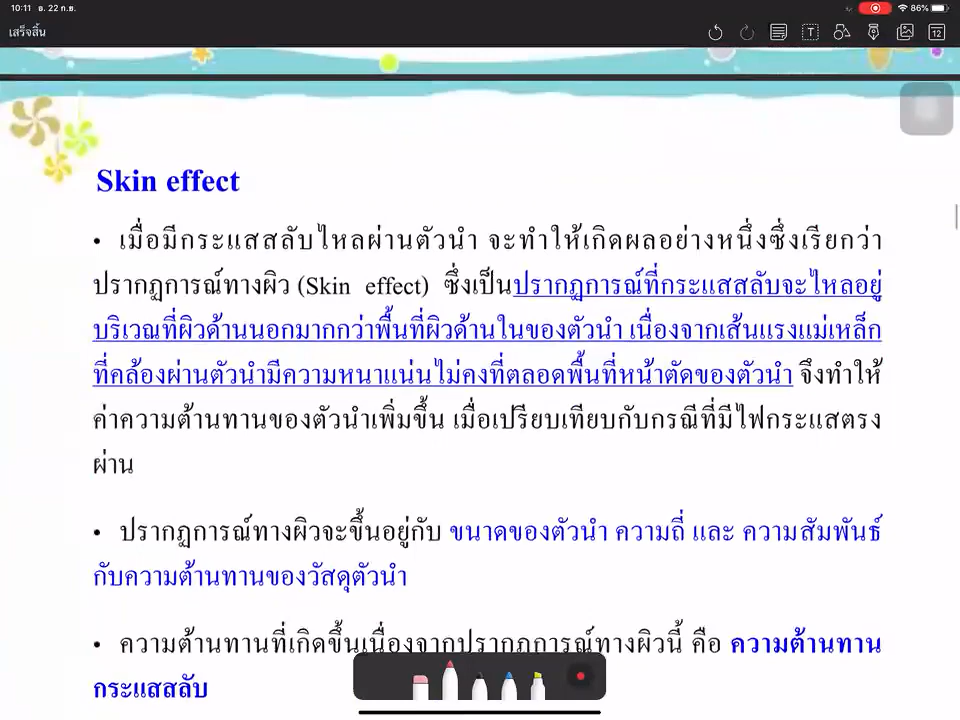 10:11 อ. 22 ก.ย.
86%
เสร็จสิ้น
T
12
Skin effect
• เมื่อมีกระแสสลับไหลผ่านตัวนำ จะทำให้เกิดผลอย่างหนึ่งซึ่งเรียกว่า
ปรากฏการณ์ทางผิว (Skin effect) ซึ่งเป็นปรากฏการณ์ที่กระแสสลับจะไหลอยู่
บริเวณที่ผิวด้านนอกมากกว่าพื้นที่ผิวด้านในของตัวนำ เนื่องจากเส้นแรงแม่เหล็ก
ที่คล้องผ่านตัวนำมีความหนาแน่นไม่คงที่ตลอดพื้นที่หน้าตัดของตัวนำ จึงทำให้
ค่าความต้านทานของตัวนำเพิ่มขึ้น เมื่อเปรียบเทียบกับกรณีที่มีไฟกระแสตรง
ผ่าน
• ปรากฏการณ์ทางผิวจะขึ้นอยู่กับ ขนาดของตัวนำ ความถี่ และ ความสัมพันธ์
กับความต้านทานของวัสดุตัวนำ
• ความต้านทานที่เกิดขึ้นเนื่องจากปรากฏการณ์ทางผิวนี้ คือ ความต้านทาน
กระแสสลับ